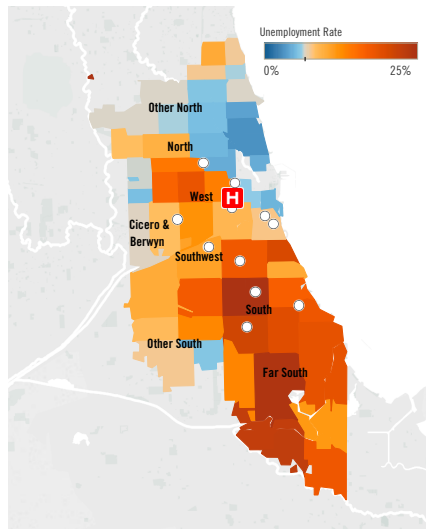 Unemployment Rate
0%
25%
Other North
North
West
H
Cicero &
Berwyn
Southwest
South
Other South
Far South